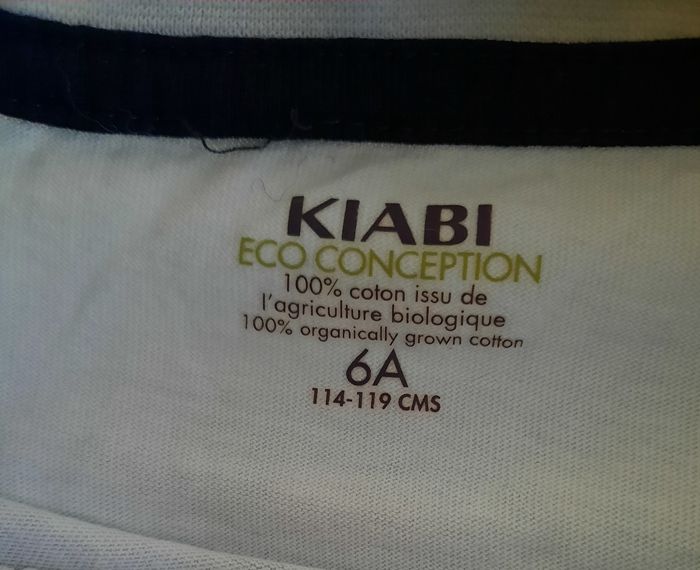 KIABI
ECO CONCEPTION
100% coton issu de
l'agriculture biologique
100% organically grown cotton
6A
114-119 CMS